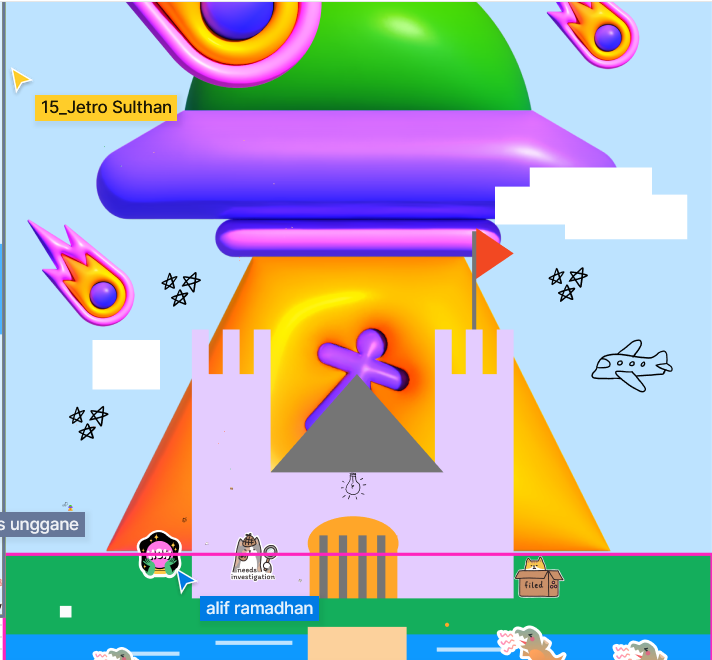 15_Jetro Sulthan
s unggane
needs
investigation
filed
alif ramadhan